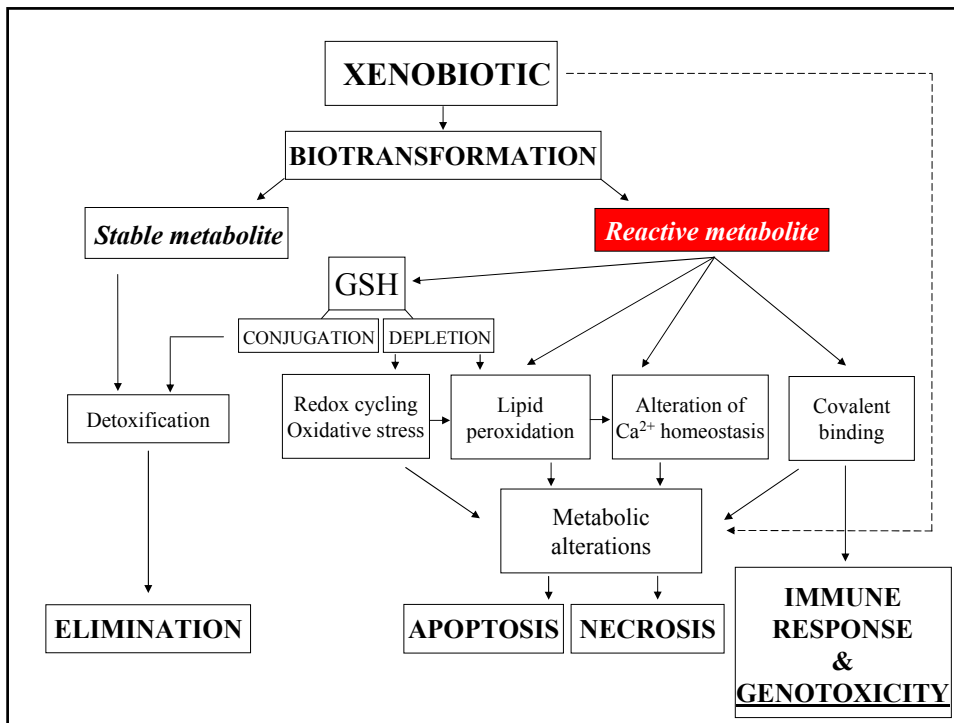 XENOBIOTIC
BIOTRANSFORMATION
Stable metabolite
Reactive metabolite
GSH
CONJUGATION
DEPLETION
Detoxification
Redox cycling
Oxidative stress
Lipid
peroxidation
Alteration of
Ca²⁺ homeostasis
Covalent
binding
Metabolic
alterations
ELIMINATION
APOPTOSIS
NECROSIS
IMMUNE
RESPONSE
&
GENOTOXICITY